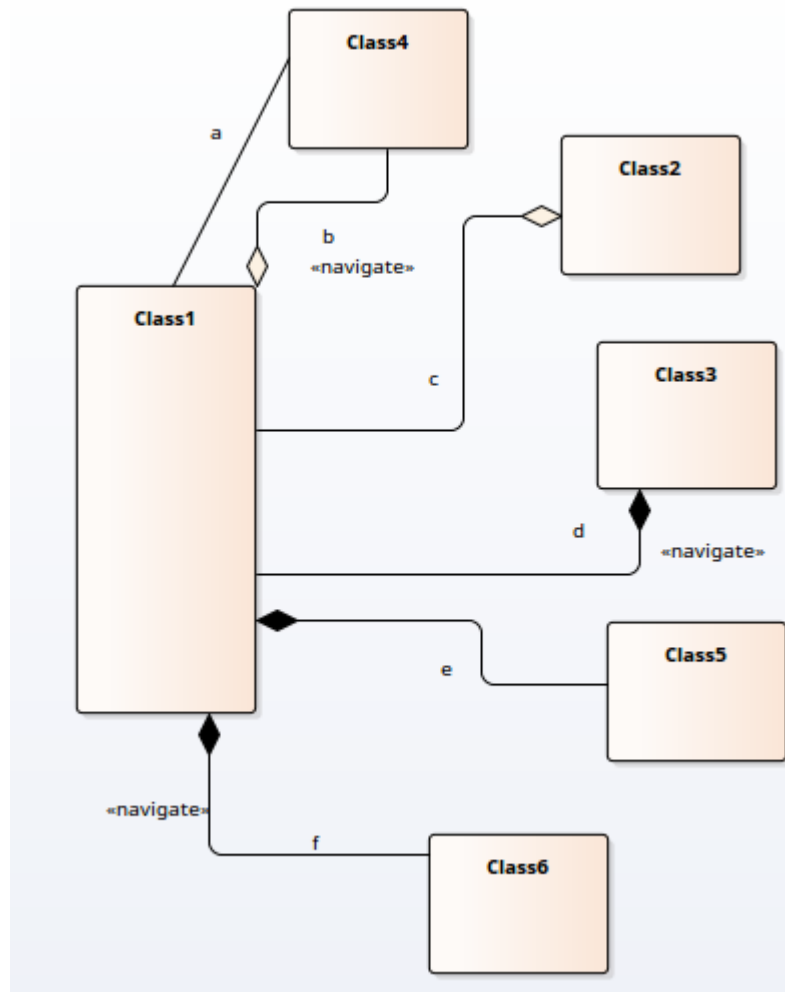 Class4
a
Class2
b
«navigate»
Class1
Class3
c
d
«navigate»
Class5
e
«navigate»
f
Class6